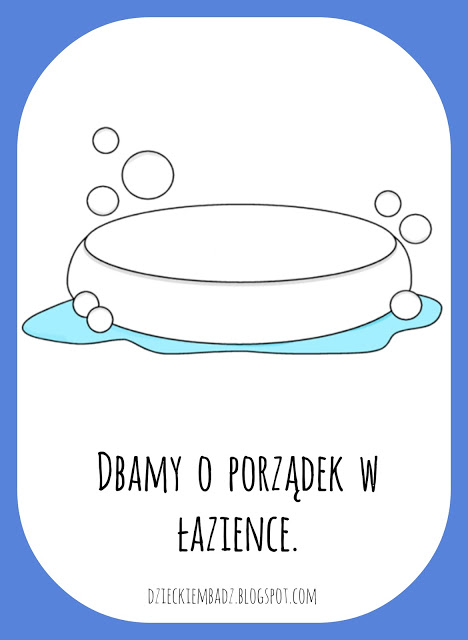 Dbamy o porządek w
łazience.
dzieckiembadz.blogspot.com